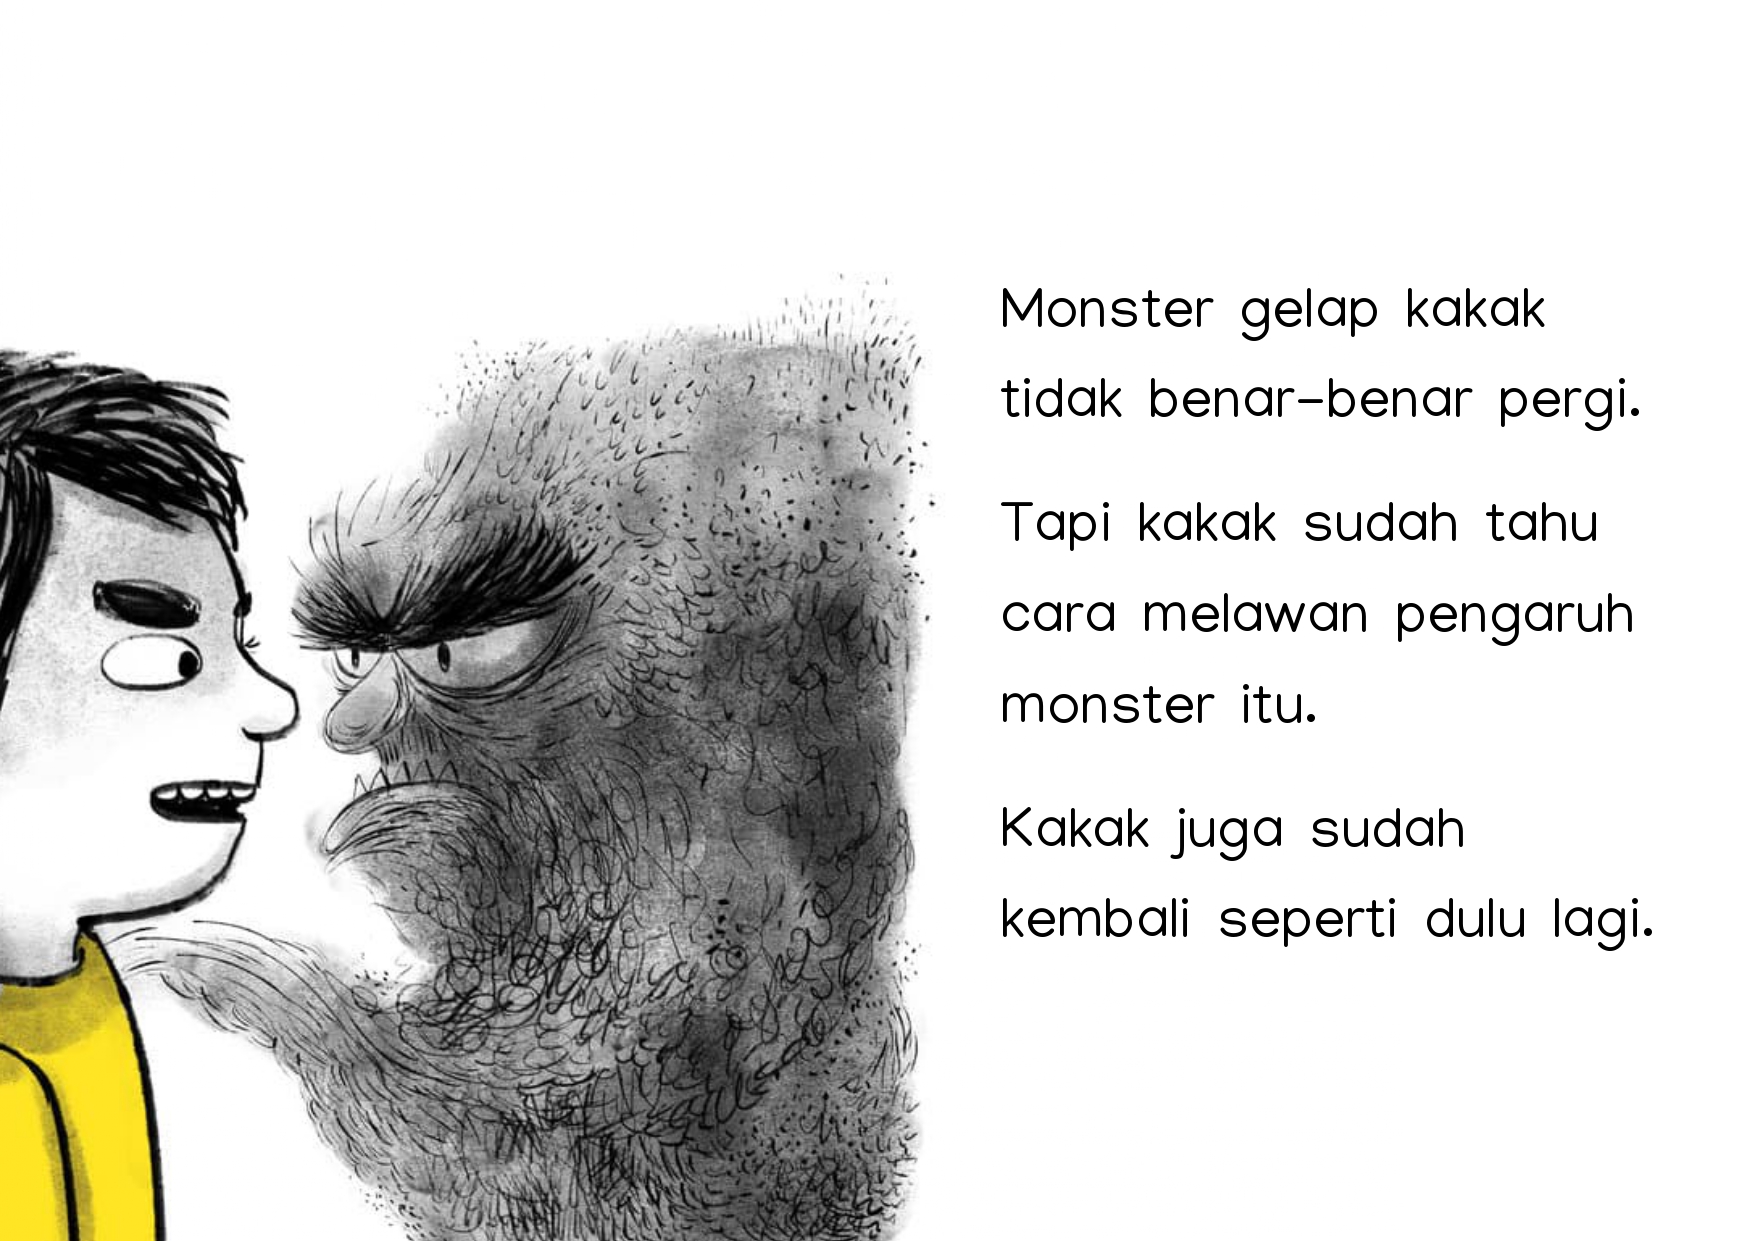 Monster gelap kakak
tidak benar-benar pergi.
Tapi kakak sudah tahu
cara melawan pengaruh
monster itu.
Kakak juga sudah
kembali seperti dulu lagi.